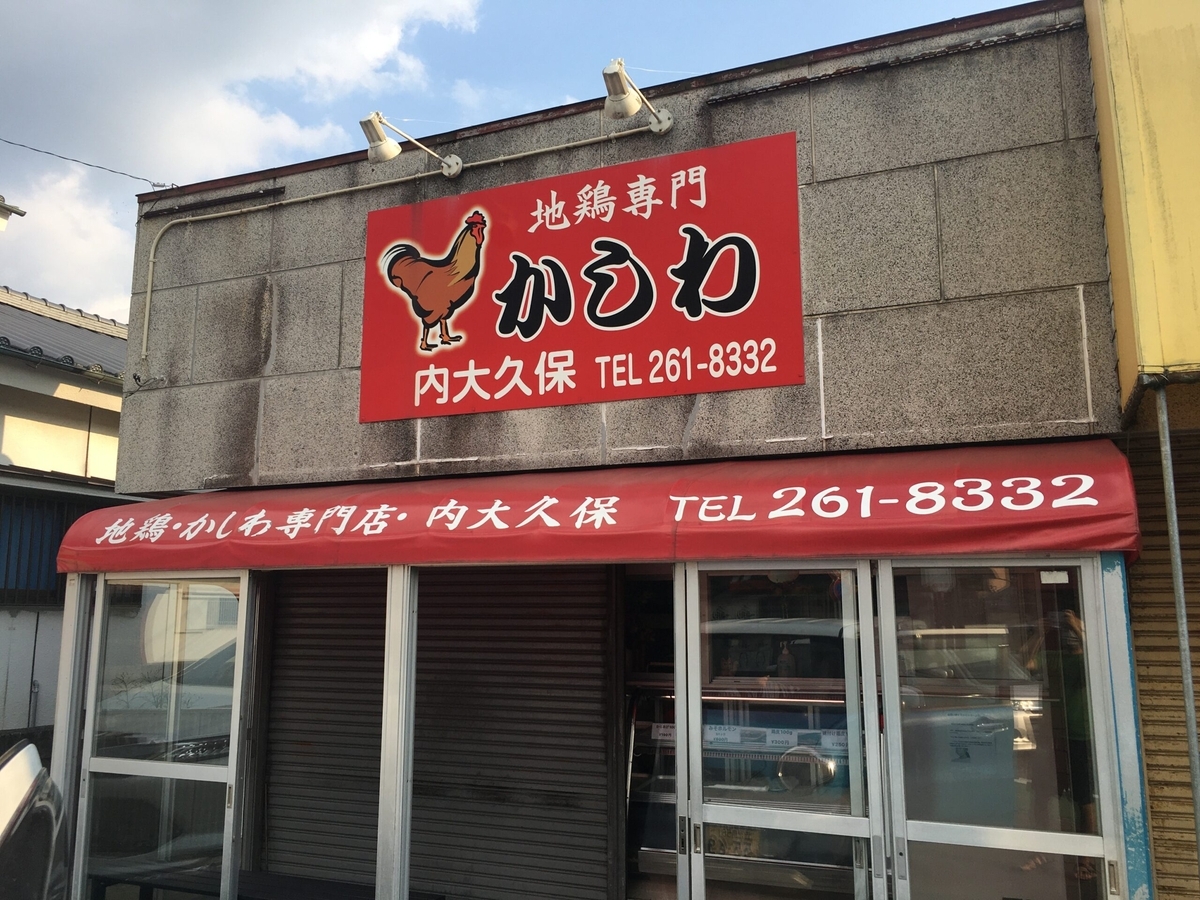 地鶏専門
かしわ
内大久保 TEL 261-8332
地鶏・かしわ専門店・内大久保 TEL 261-8332